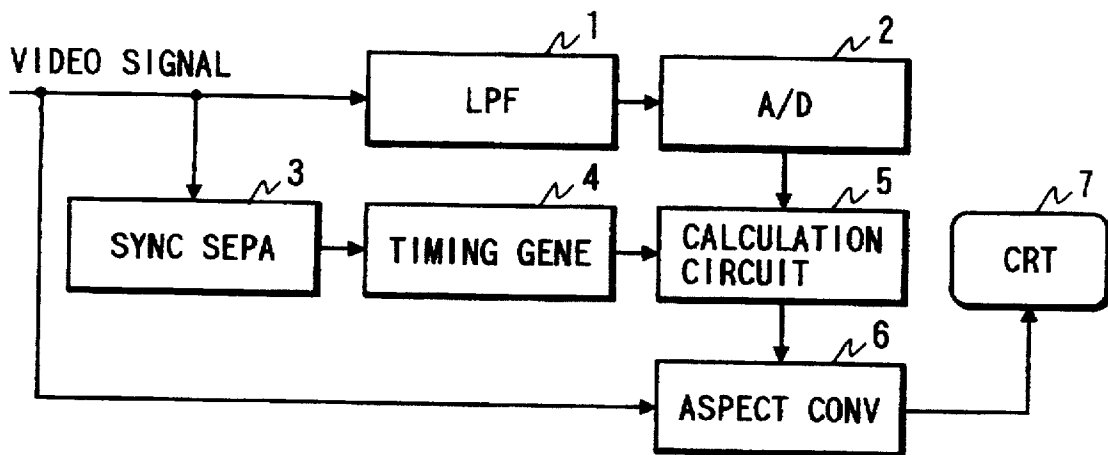 VIDEO SIGNAL
1
LPF
2
A/D
3
SYNC SEPA
4
TIMING GENE
5
CALCULATION
CIRCUIT
7
CRT
6
ASPECT CONV